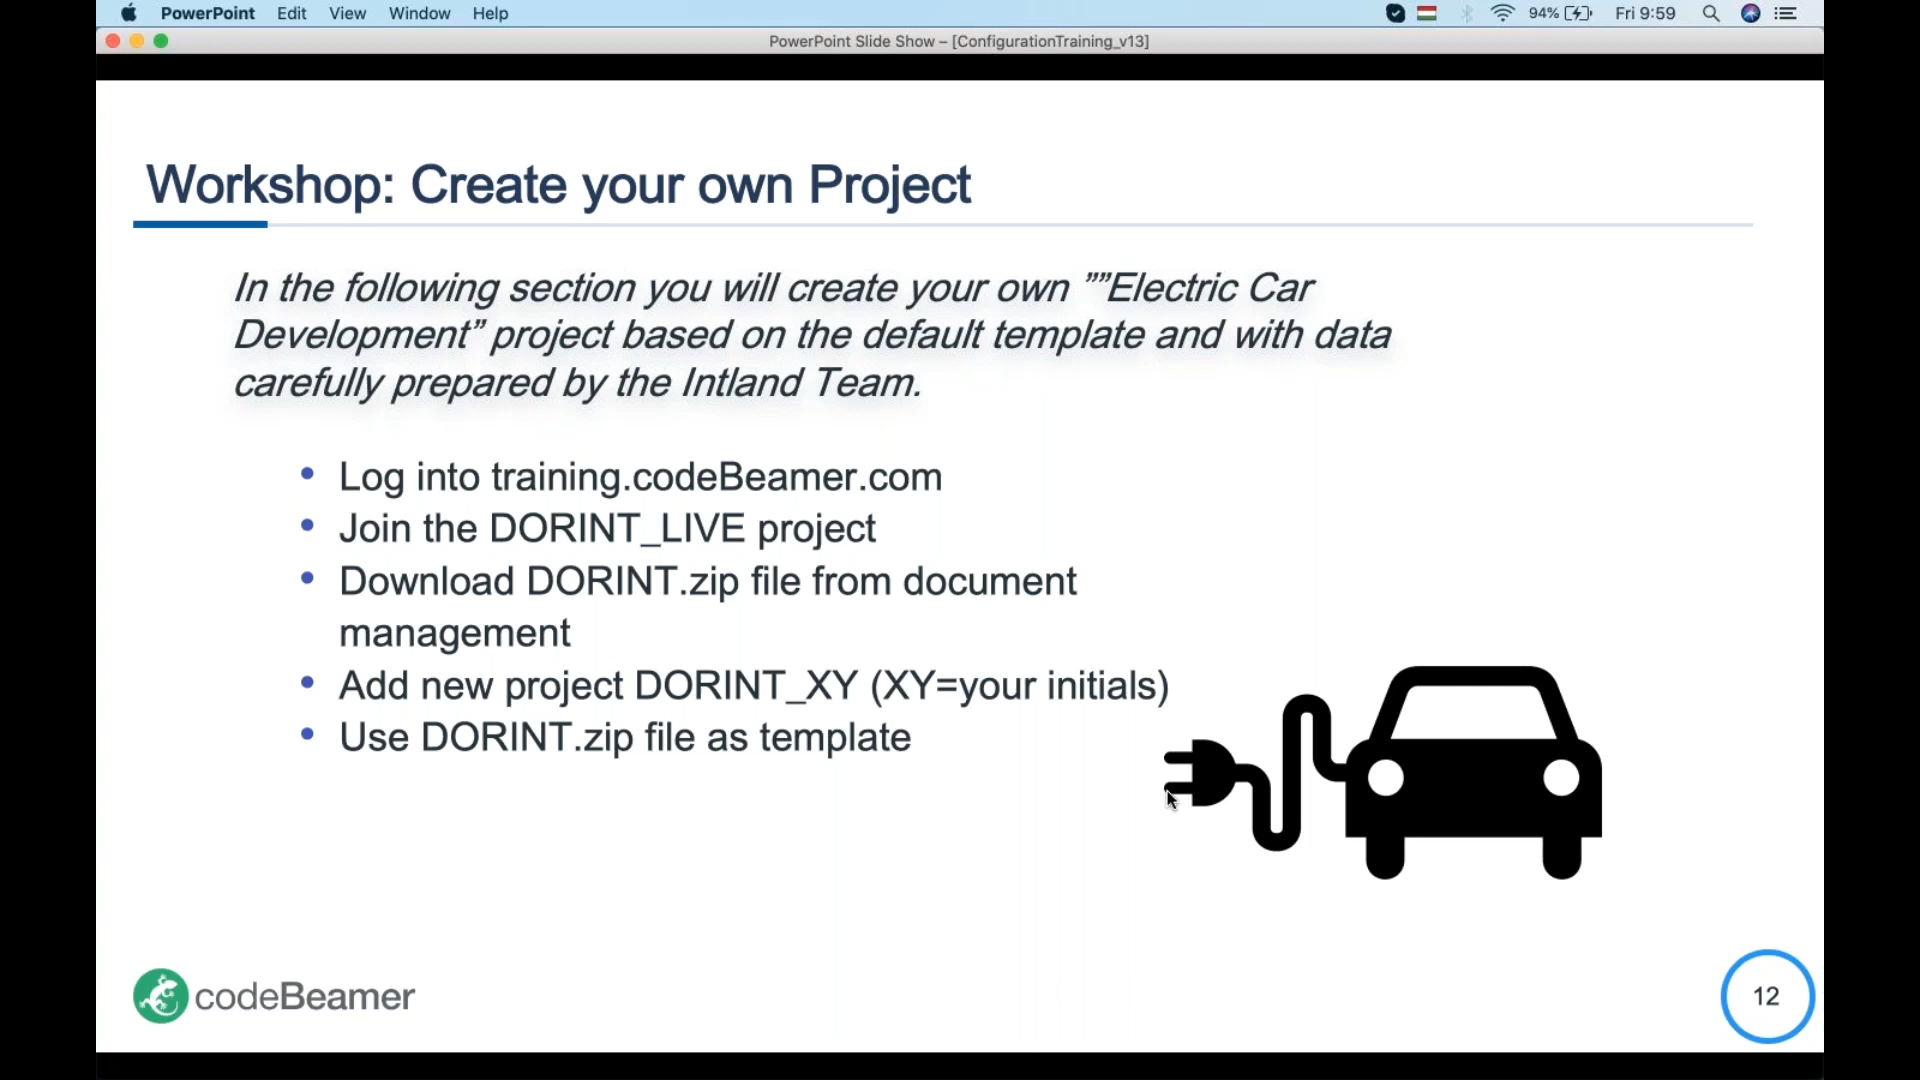 PowerPoint Edit View Window Help 94% Fri 9:59
PowerPoint Slide Show – [ConfigurationTraining_v13]
Workshop: Create your own Project
In the following section you will create your own ””Electric Car
Development” project based on the default template and with data
carefully prepared by the Intland Team.
• Log into training.codeBeamer.com
• Join the DORINT_LIVE project
• Download DORINT.zip file from document
management
• Add new project DORINT_XY (XY=your initials)
• Use DORINT.zip file as template
codeBeamer
12